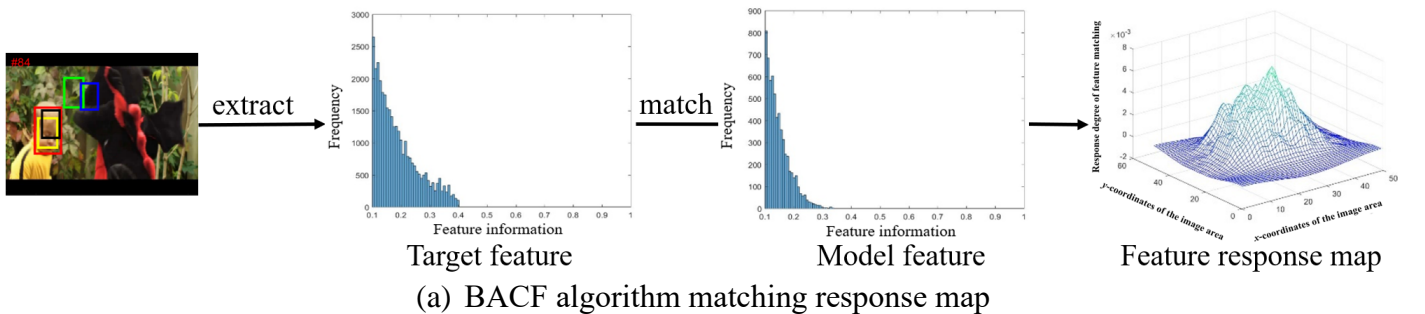 #84
extract
3000
2500
2000
1500
1000
500
0
Frequency
0.1 0.2 0.3 0.4 0.5 0.6 0.7 0.8 0.9 1
Feature information
Target feature
match
900
800
700
600
500
400
300
200
100
0
Frequency
0.1 0.2 0.3 0.4 0.5 0.6 0.7 0.8 0.9 1
Feature information
Model feature
×10⁻³
8
6
4
2
0
-2
Response degree of feature matching
60
40
20
0
y-coordinates of the image area
0 10 20 30 40 50
x-coordinates of the image area
Feature response map
(a) BACF algorithm matching response map